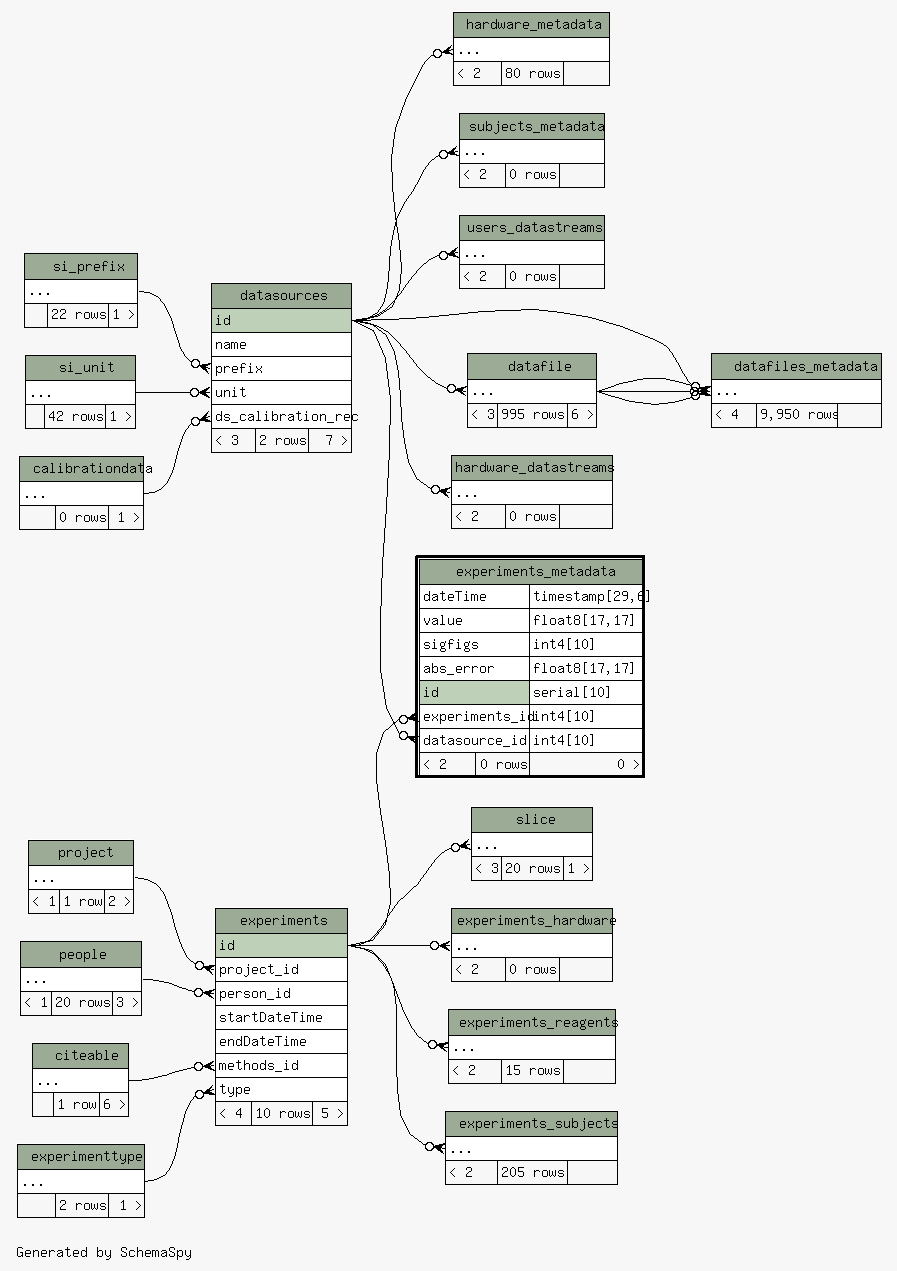 hardware_metadata
...
< 2 80 rows
subjects_metadata
...
< 2 0 rows
users_datastreams
...
< 2 0 rows
si_prefix
...
22 rows 1 >
datasources
id
name
prefix
unit
ds_calibration_rec
< 3 2 rows 7 >
si_unit
...
42 rows 1 >
calibrationdata
...
0 rows 1 >
datafile
...
< 3 995 rows 6 >
datafiles_metadata
...
< 4 9,950 rows
hardware_datastreams
...
< 2 0 rows
experiments_metadata
dateTime timestamp[29,6]
value float8[17,17]
sigfigs int4[10]
abs_error float8[17,17]
id serial[10]
experiments_id int4[10]
datasource_id int4[10]
< 2 0 rows 0 >
slice
...
< 3 20 rows 1 >
project
...
< 1 1 row 2 >
people
...
< 1 20 rows 3 >
citeable
...
1 row 6 >
experimenttype
...
2 rows 1 >
experiments
id
project_id
person_id
startDateTime
endDateTime
methods_id
type
< 4 10 rows 5 >
experiments_hardware
...
< 2 0 rows
experiments_reagents
...
< 2 15 rows
experiments_subjects
...
< 2 205 rows
Generated by SchemaSpy